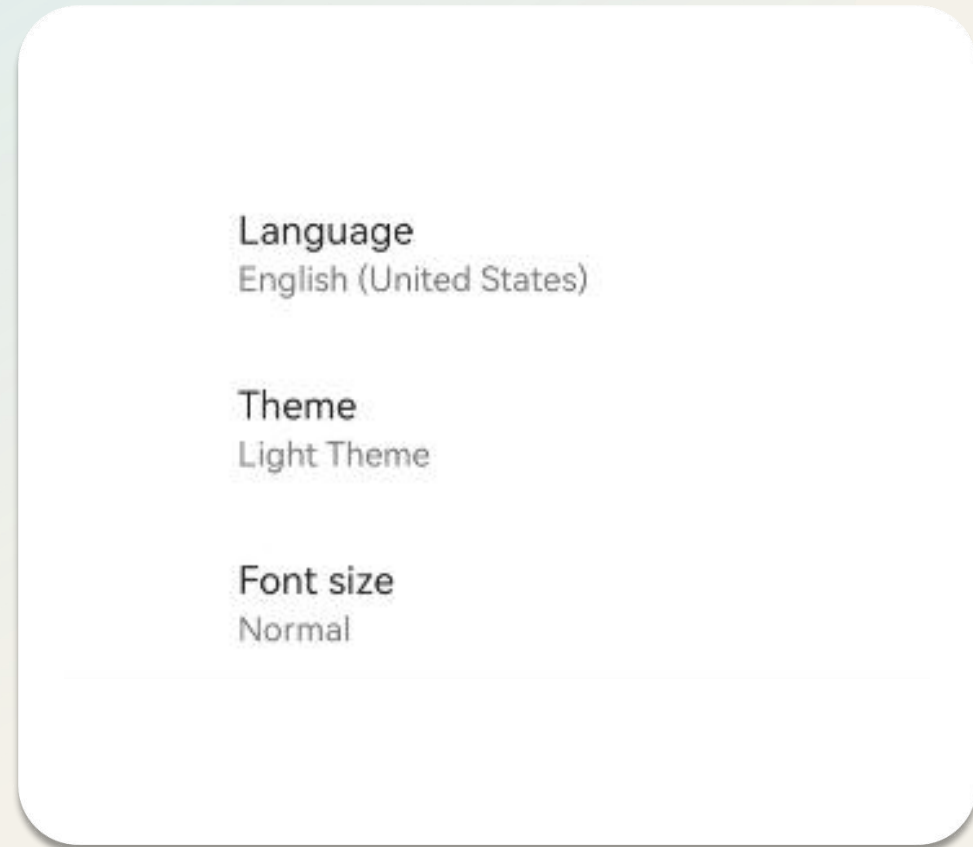 Language
English (United States)
Theme
Light Theme
Font size
Normal